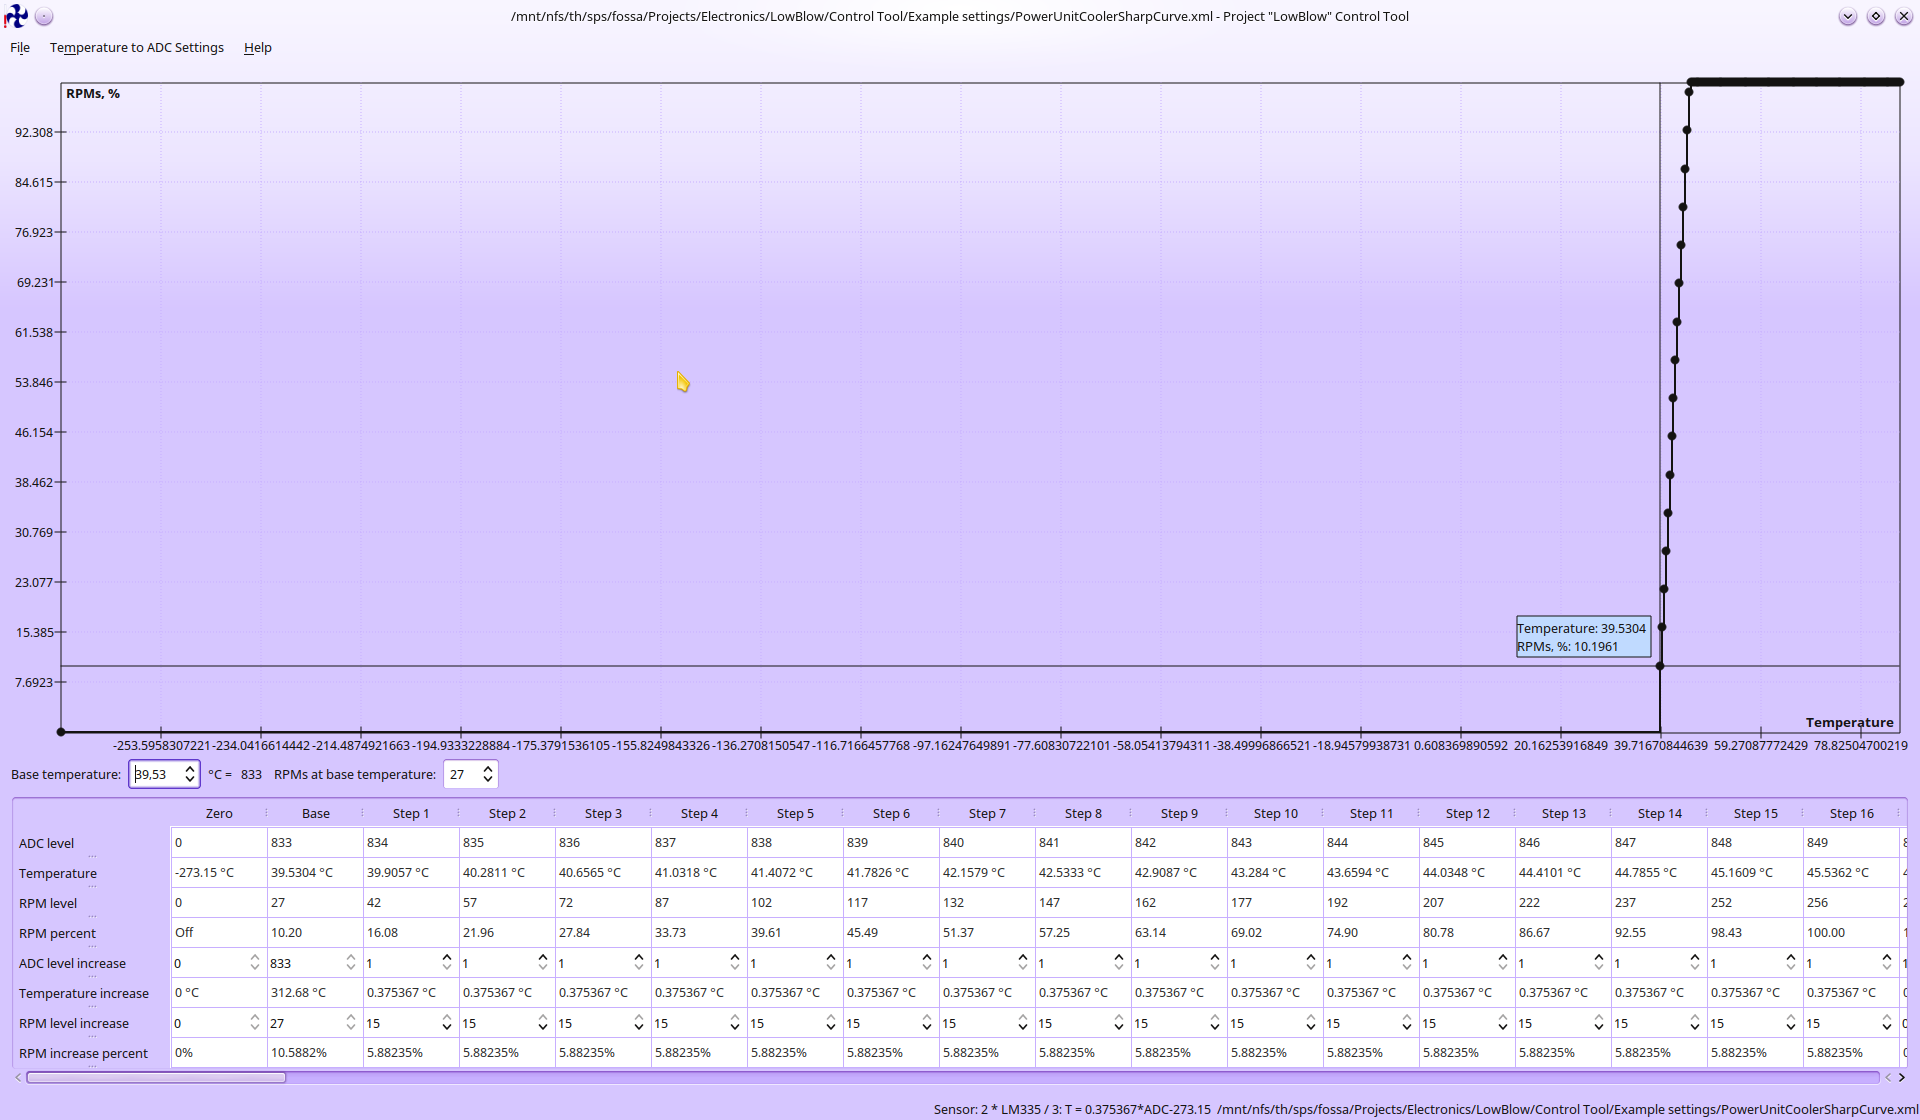 /mnt/nfs/th/sps/fossa/Projects/Electronics/LowBlow/Control Tool/Example settings/PowerUnitCoolerSharpCurve.xml - Project "LowBlow" Control Tool
File Temperature to ADC Settings Help
RPMs, %
92.308
84.615
76.923
69.231
61.538
53.846
46.154
38.462
30.769
23.077
15.385
7.6923
Temperature: 39.5304
RPMs, %: 10.1961
Temperature
-253.5958307221 -234.0416614442 -214.4874921663 -194.9333228884 -175.3791536105 -155.8249843326 -136.2708150547 -116.7166457768 -97.16247649891 -77.60830722101 -58.05413794311 -38.49996866521 -18.94579938731 0.608369890592 20.16253916849 39.71670844639 59.27087772429 78.82504700219
Base temperature: 39,53 °C = 833 RPMs at base temperature: 27
Zero Base Step 1 Step 2 Step 3 Step 4 Step 5 Step 6 Step 7 Step 8 Step 9 Step 10 Step 11 Step 12 Step 13 Step 14 Step 15 Step 16
ADC level 0 833 834 835 836 837 838 839 840 841 842 843 844 845 846 847 848 849
Temperature -273.15 °C 39.5304 °C 39.9057 °C 40.2811 °C 40.6565 °C 41.0318 °C 41.4072 °C 41.7826 °C 42.1579 °C 42.5333 °C 42.9087 °C 43.284 °C 43.6594 °C 44.0348 °C 44.4101 °C 44.7855 °C 45.1609 °C 45.5362 °C
RPM level 0 27 42 57 72 87 102 117 132 147 162 177 192 207 222 237 252 256
RPM percent Off 10.20 16.08 21.96 27.84 33.73 39.61 45.49 51.37 57.25 63.14 69.02 74.90 80.78 86.67 92.55 98.43 100.00
ADC level increase 0 833 1 1 1 1 1 1 1 1 1 1 1 1 1 1 1 1
Temperature increase 0 °C 312.68 °C 0.375367 °C 0.375367 °C 0.375367 °C 0.375367 °C 0.375367 °C 0.375367 °C 0.375367 °C 0.375367 °C 0.375367 °C 0.375367 °C 0.375367 °C 0.375367 °C 0.375367 °C 0.375367 °C 0.375367 °C 0.375367 °C
RPM level increase 0 27 15 15 15 15 15 15 15 15 15 15 15 15 15 15 15 15
RPM increase percent 0% 10.5882% 5.88235% 5.88235% 5.88235% 5.88235% 5.88235% 5.88235% 5.88235% 5.88235% 5.88235% 5.88235% 5.88235% 5.88235% 5.88235% 5.88235% 5.88235% 5.88235%
Sensor: 2 * LM335 / 3: T = 0.375367*ADC-273.15 /mnt/nfs/th/sps/fossa/Projects/Electronics/LowBlow/Control Tool/Example settings/PowerUnitCoolerSharpCurve.xml